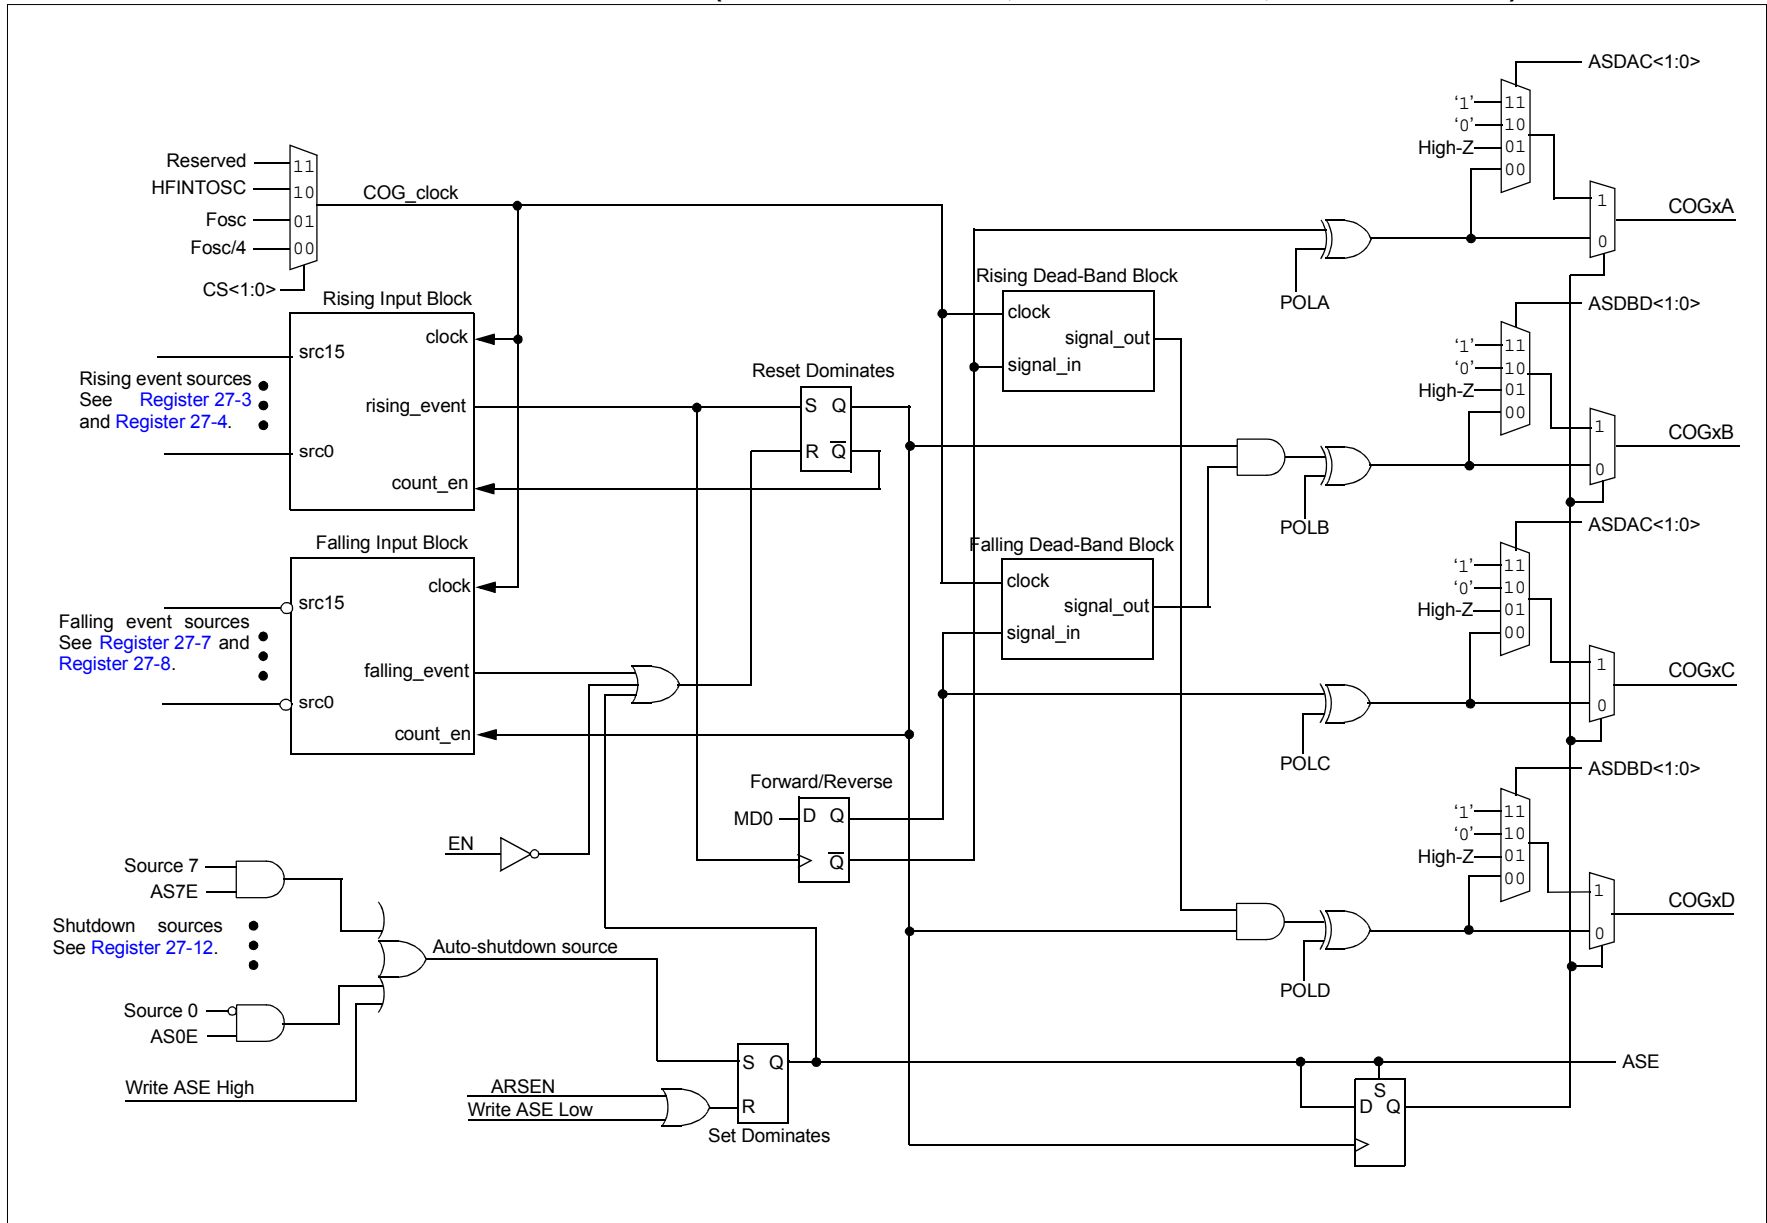 ASDAC<1:0>
'1'
11
'0'
10
High-Z
01
00
1
0
COGxA
POLA
Reserved
11
HFINTOSC
10
Fosc
01
Fosc/4
00
CS<1:0>
COG_clock
Rising Input Block
clock
src15
Rising event sources
See Register 27-3
and Register 27-4.
rising_event
src0
count_en
Reset Dominates
S Q
R Q
Rising Dead-Band Block
clock
signal_out
signal_in
ASDBD<1:0>
'1'
11
'0'
10
High-Z
01
00
1
0
COGxB
POLB
Falling Input Block
clock
src15
Falling event sources
See Register 27-7 and
Register 27-8.
falling_event
src0
count_en
Falling Dead-Band Block
clock
signal_out
signal_in
ASDAC<1:0>
'1'
11
'0'
10
High-Z
01
00
1
0
COGxC
POLC
Forward/Reverse
MD0
D Q
Q
EN
ASDBD<1:0>
'1'
11
'0'
10
High-Z
01
00
1
0
COGxD
POLD
Source 7
AS7E
Shutdown sources
See Register 27-12.
Source 0
AS0E
Write ASE High
Auto-shutdown source
ARSEN
Write ASE Low
S Q
R
Set Dominates
ASE
S
D Q